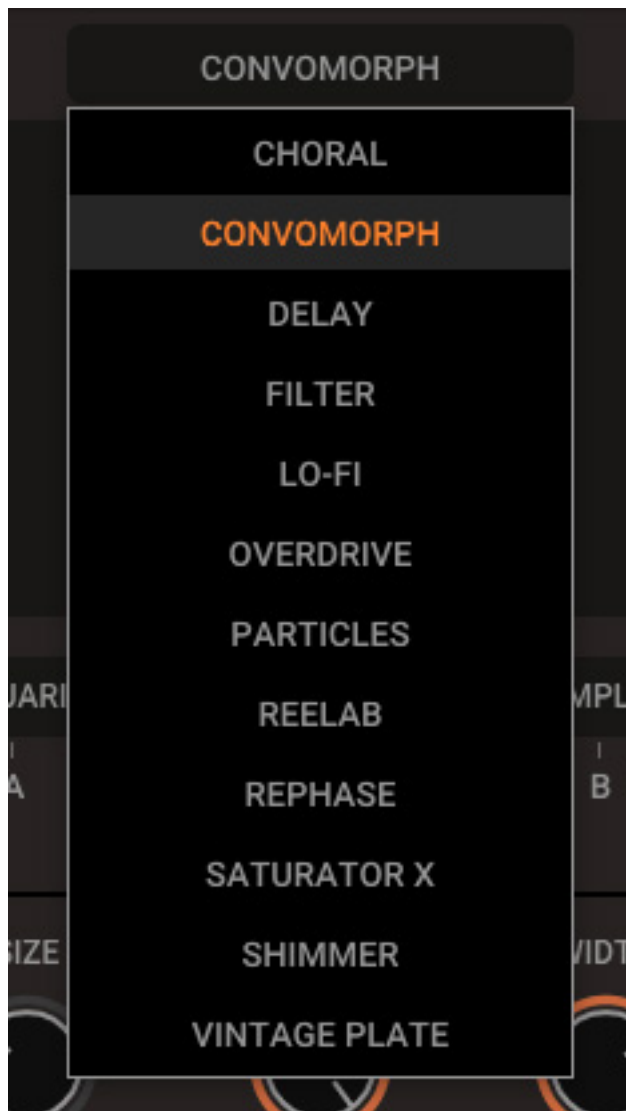 CONVOMORPH
CHORAL
CONVOMORPH
DELAY
FILTER
LO-FI
OVERDRIVE
PARTICLES
REELAB
A
REPHASE
B
SATURATOR X
SHIMMER
VINTAGE PLATE